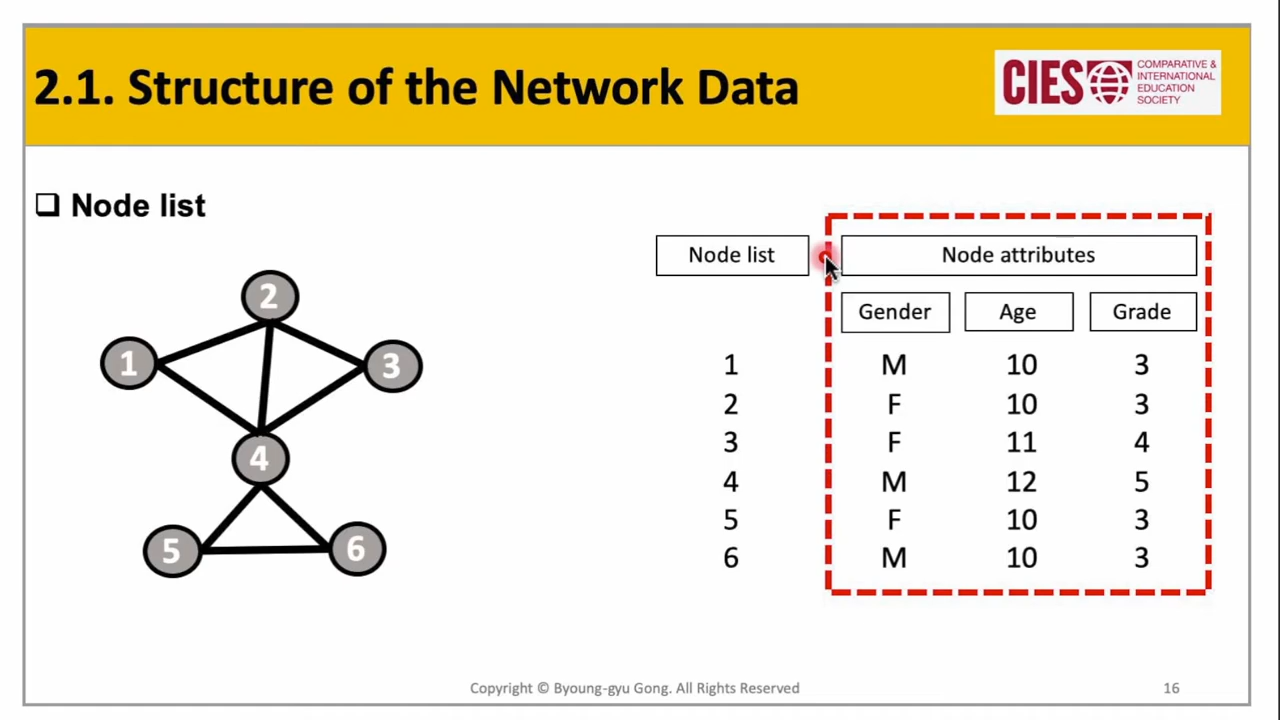 2.1. Structure of the Network Data
CIES
COMPARATIVE &
INTERNATIONAL
EDUCATION
SOCIETY
❑ Node list
2
1
3
4
5
6
Node list
Node attributes
Gender Age Grade
1 M 10 3
2 F 10 3
3 F 11 4
4 M 12 5
5 F 10 3
6 M 10 3
Copyright © Byoung-gyu Gong. All Rights Reserved
16